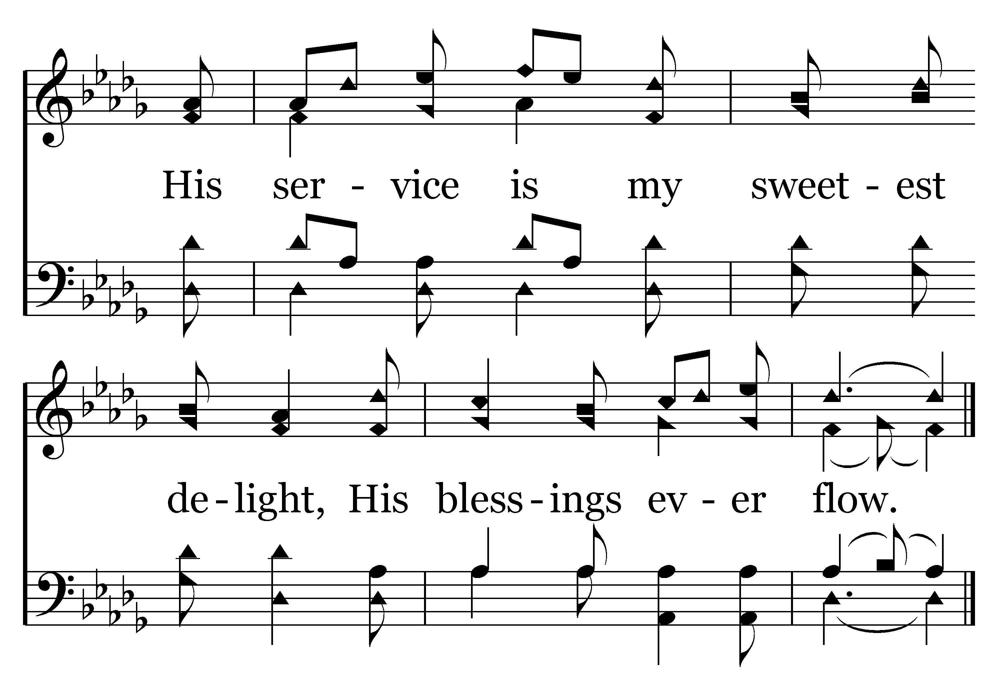 His ser - vice is my sweet - est
de - light, His bless - ings ev - er flow.